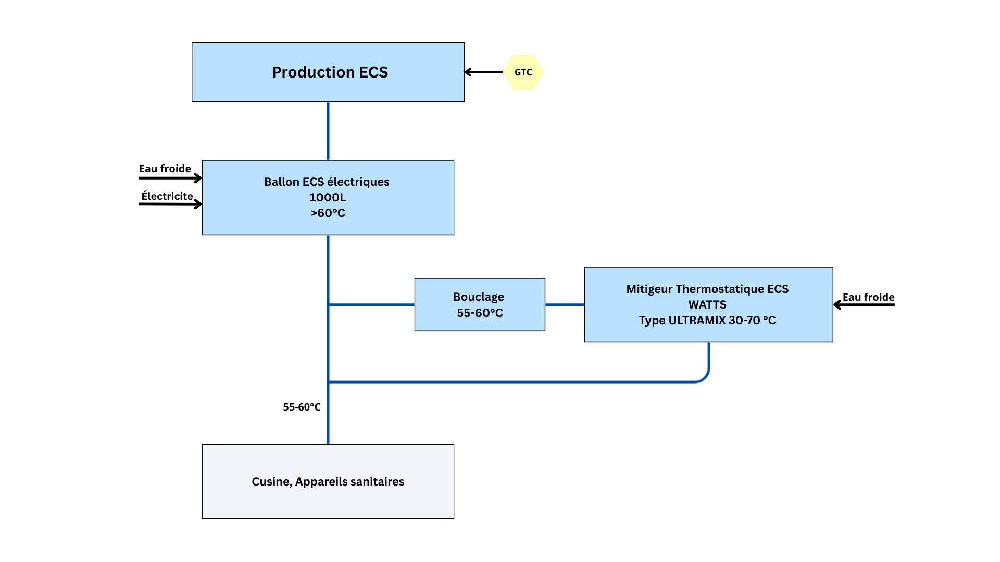 Production ECS
GTC
Eau froide
Électricite
Ballon ECS électriques
1000L
>60°C
Bouclage
55-60°C
Mitigeur Thermostatique ECS
WATTS
Type ULTRAMIX 30-70 °C
Eau froide
55-60°C
Cusine, Appareils sanitaires